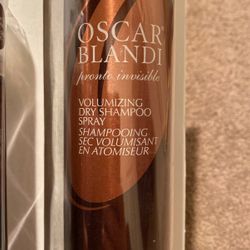 OSCAR
BLANDI
pronto invisible
VOLUMIZING
DRY SHAMPOO
SPRAY
SHAMPOOING
SEC VOLUMISANT
EN ATOMISEUR